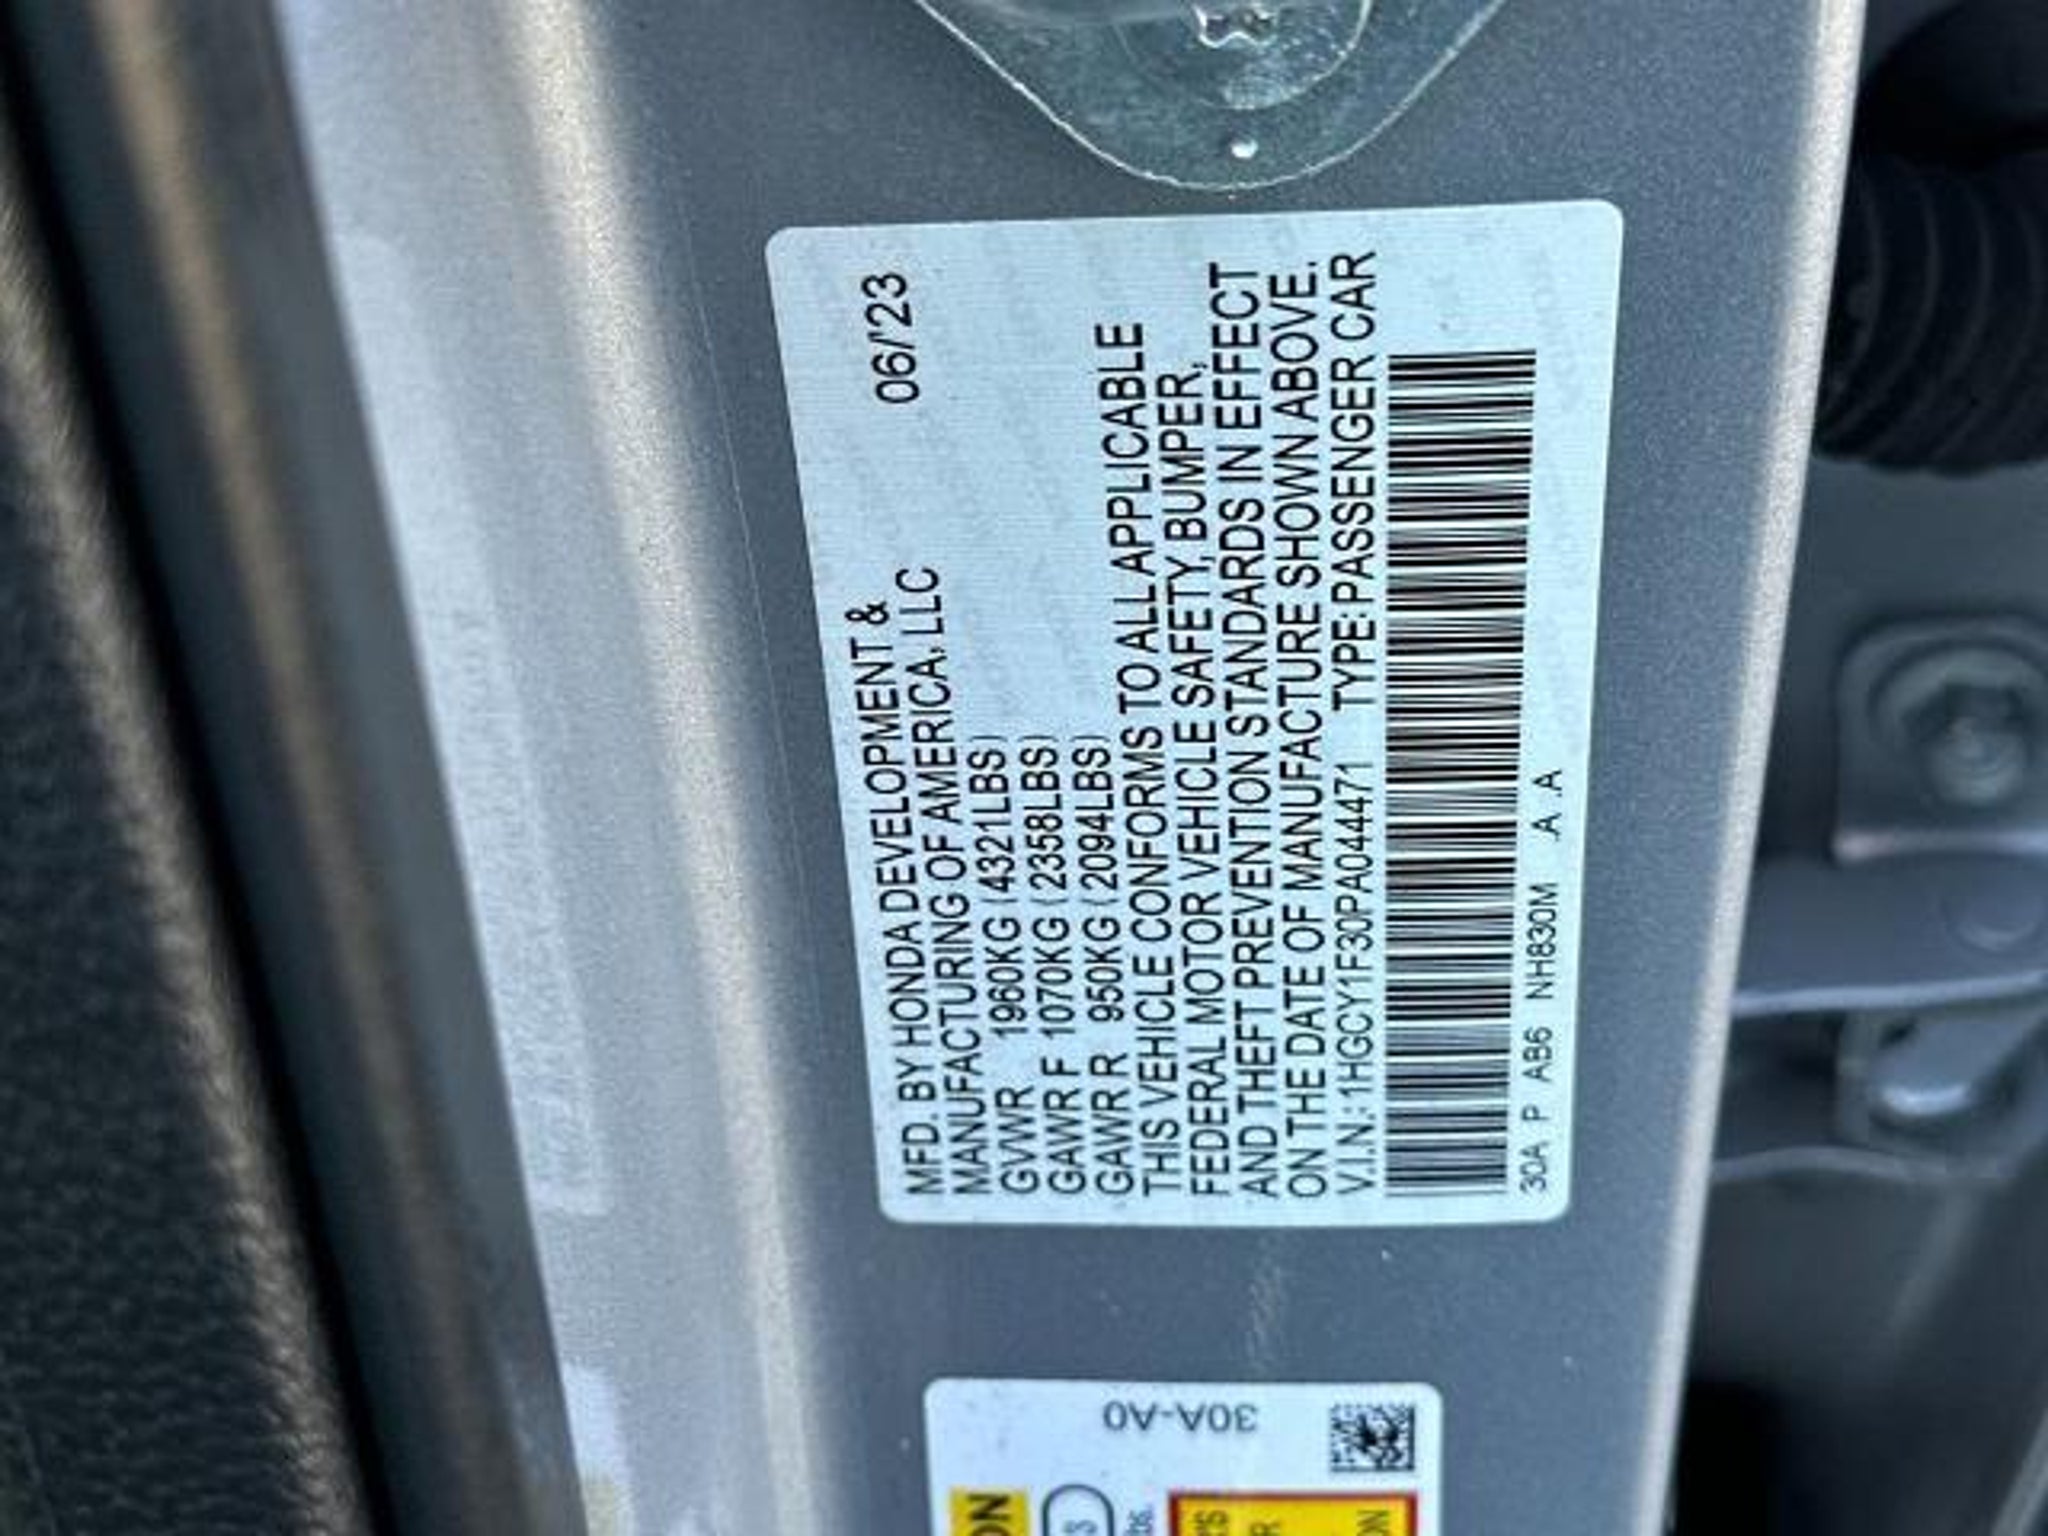 MFD. BY HONDA DEVELOPMENT &
MANUFACTURING OF AMERICA, LLC 06/'23
GVWR 1960KG (4321LBS)
GAWR F 1070KG (2358LBS)
GAWR R 950KG (2094LBS)
THIS VEHICLE CONFORMS TO ALL APPLICABLE
FEDERAL MOTOR VEHICLE SAFETY, BUMPER,
AND THEFT PREVENTION STANDARDS IN EFFECT
ON THE DATE OF MANUFACTURE SHOWN ABOVE.
V.I.N.: 1HGCY1F30PA044471 TYPE: PASSENGER CAR
30A P AB6 NH830M .A A
30A-A0